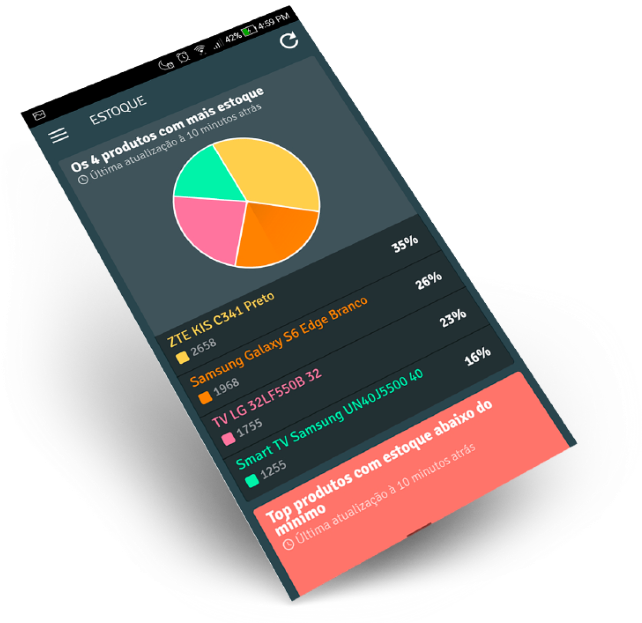 42% 4:59 PM
ESTOQUE
Os 4 produtos com mais estoque
Última atualização à 10 minutos atrás
35%
ZTE KIS C341 Preto
2658
26%
Samsung Galaxy S6 Edge Branco
1968
23%
TV LG 32LF550B 32
1755
16%
Smart TV Samsung UN40J5500 40
1255
Top produtos com estoque abaixo do
mínimo
Última atualização à 10 minutos atrás